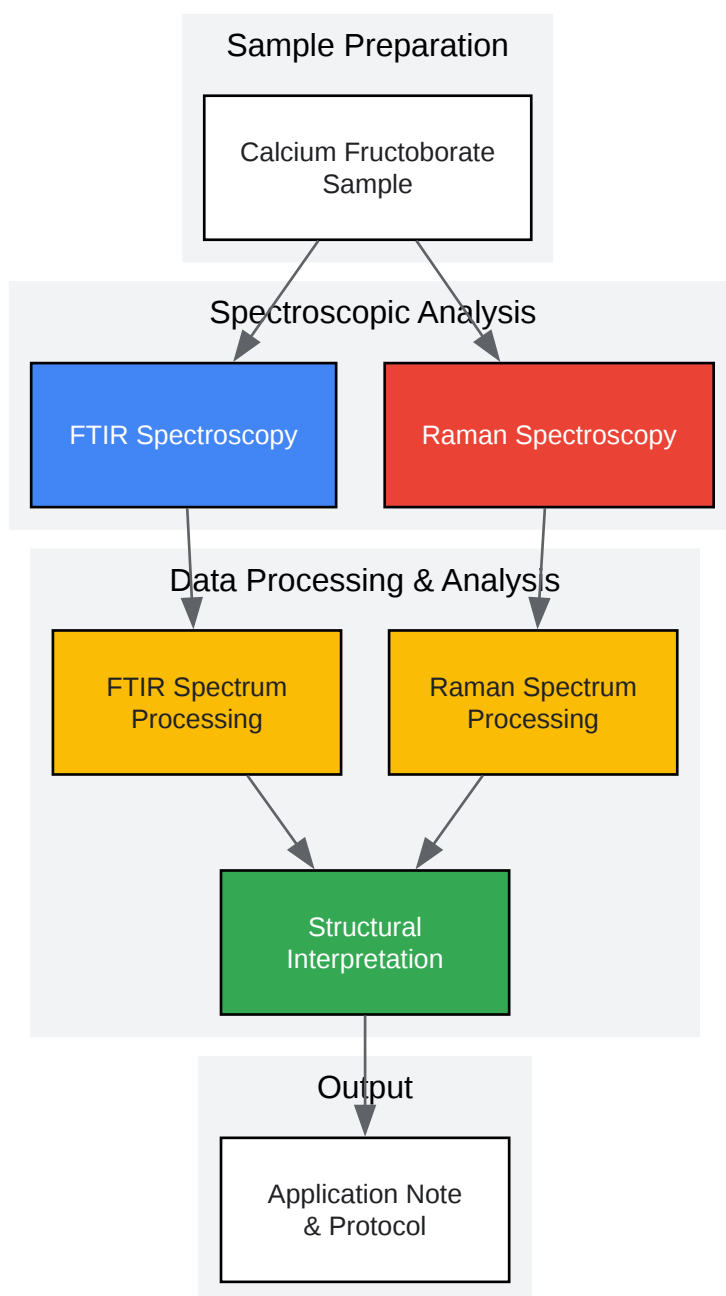 Sample Preparation
Calcium Fructoborate
Sample
Spectroscopic Analysis
FTIR Spectroscopy
Raman Spectroscopy
Data Processing & Analysis
FTIR Spectrum
Processing
Raman Spectrum
Processing
Structural
Interpretation
Output
Application Note
& Protocol